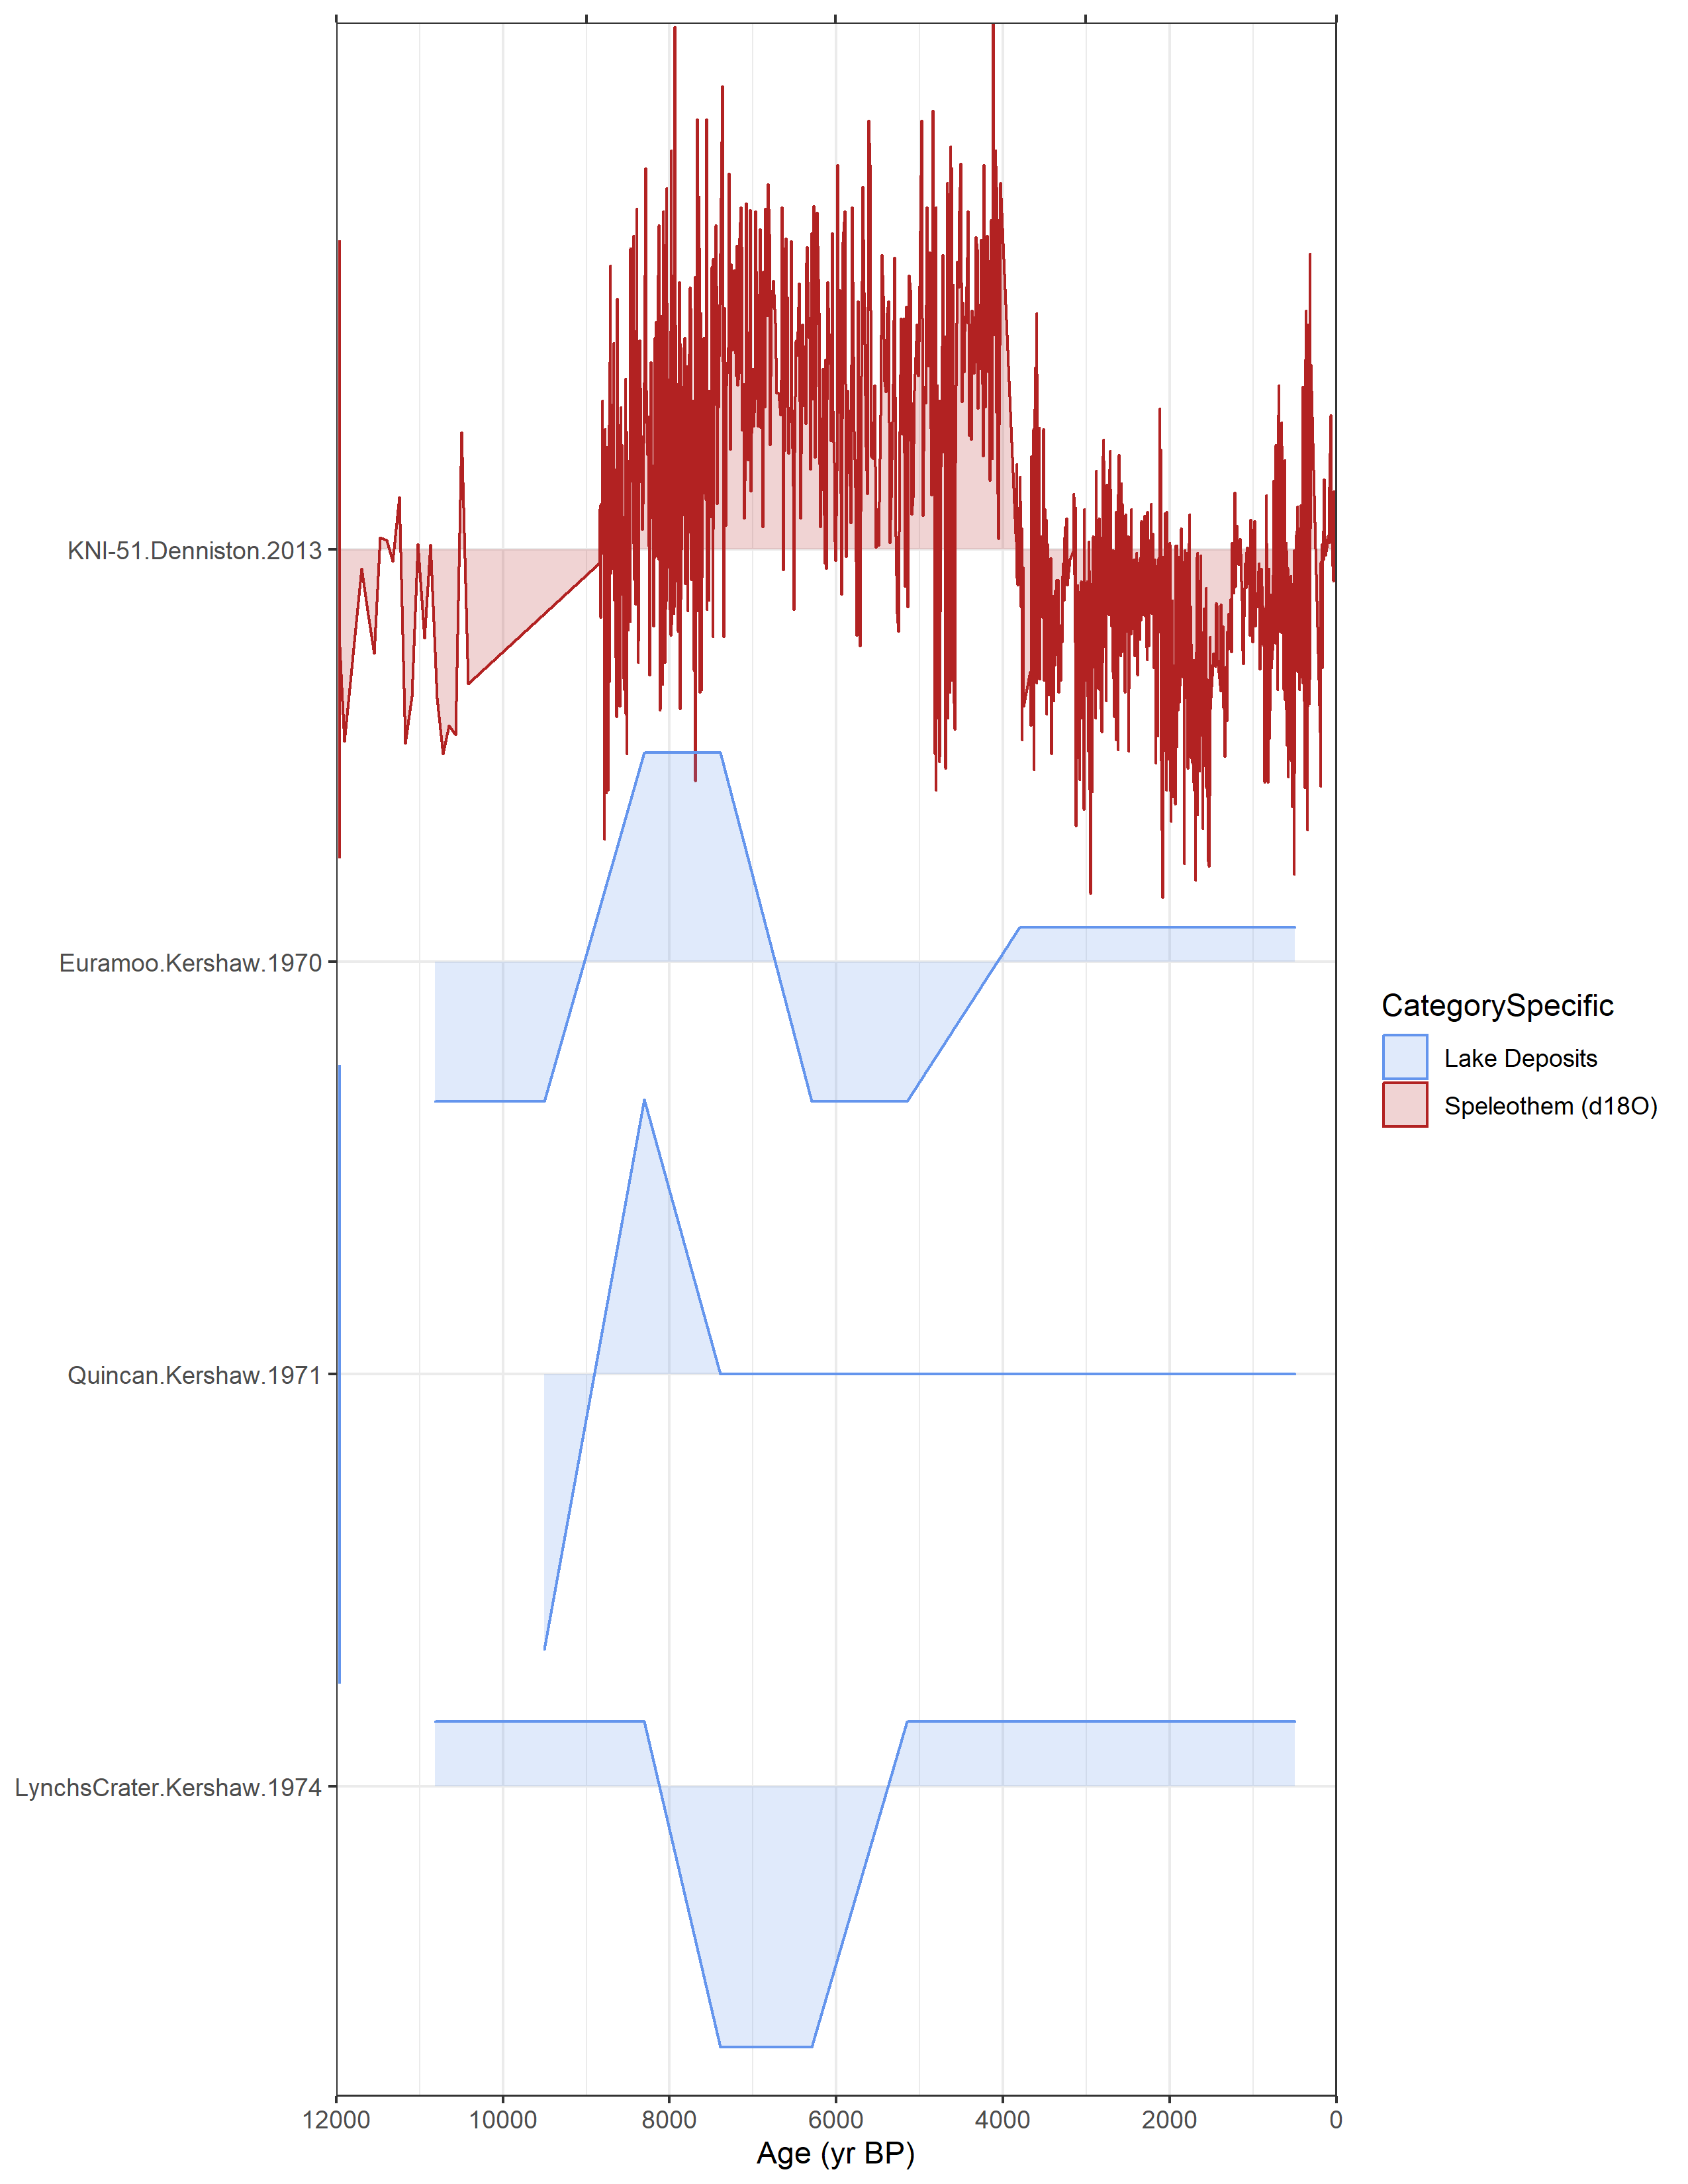 KNI-51.Denniston.2013
Euramoo.Kershaw.1970
Quincan.Kershaw.1971
LynchsCrater.Kershaw.1974
12000 10000 8000 6000 4000 2000 0
Age (yr BP)
CategorySpecific
Lake Deposits
Speleothem (d18O)